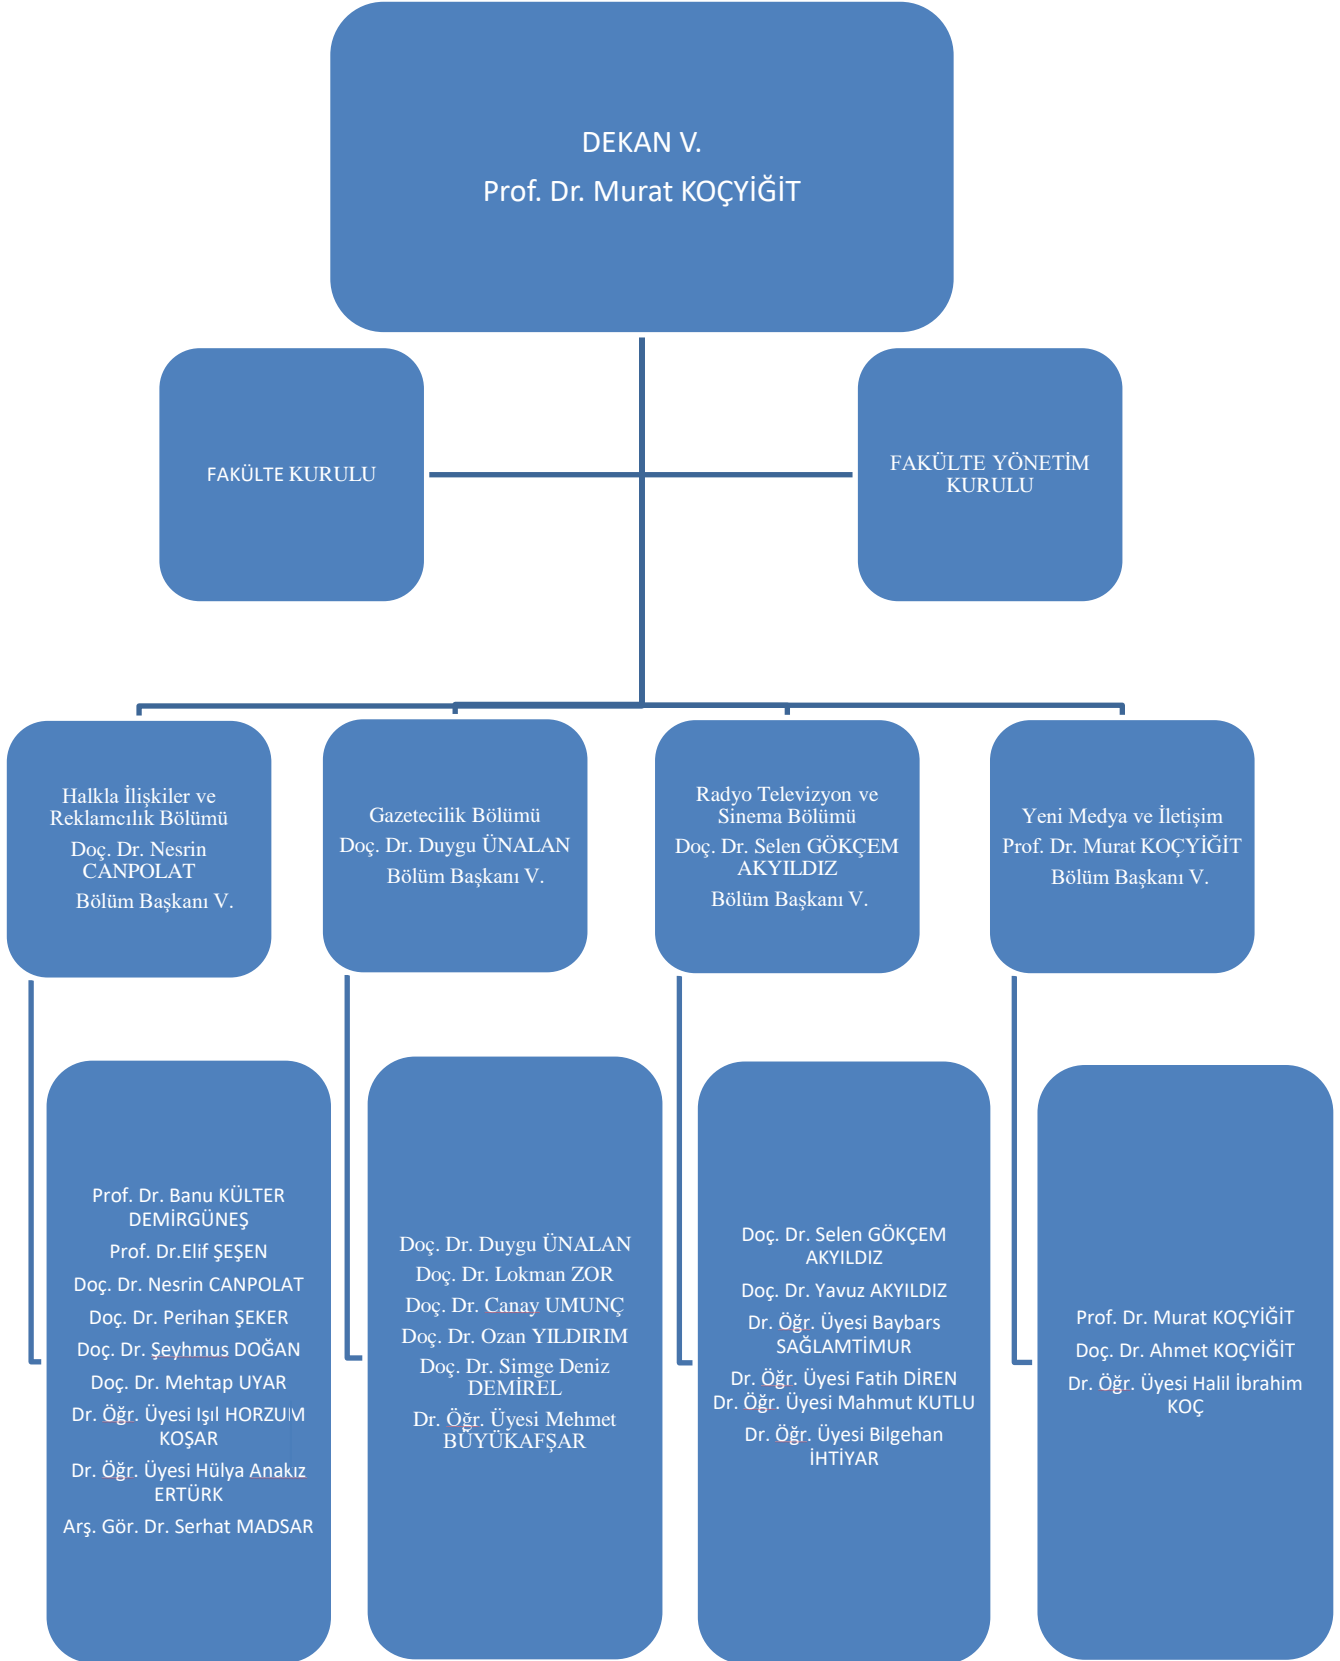 DEKAN V.
Prof. Dr. Murat KOÇYİĞİT
FAKÜLTE KURULU
FAKÜLTE YÖNETİM
KURULU
Halkla İlişkiler ve
Reklamcılık Bölümü
Doç. Dr. Nesrin
CANPOLAT
Bölüm Başkanı V.
Gazetecilik Bölümü
Doç. Dr. Duygu ÜNALAN
Bölüm Başkanı V.
Radyo Televizyon ve
Sinema Bölümü
Doç. Dr. Selen GÖKÇEM
AKYILDIZ
Bölüm Başkanı V.
Yeni Medya ve İletişim
Prof. Dr. Murat KOÇYİĞİT
Bölüm Başkanı V.
Prof. Dr. Banu KÜLTER
DEMİRGÜNEŞ
Prof. Dr.Elif ŞEŞEN
Doç. Dr. Nesrin CANPOLAT
Doç. Dr. Perihan ŞEKER
Doç. Dr. Şeyhmus DOĞAN
Doç. Dr. Mehtap UYAR
Dr. Öğr. Üyesi Işıl HORZUM
KOŞAR
Dr. Öğr. Üyesi Hülya Anakız
ERTÜRK
Arş. Gör. Dr. Serhat MADSAR
Doç. Dr. Duygu ÜNALAN
Doç. Dr. Lokman ZOR
Doç. Dr. Canay UMUNÇ
Doç. Dr. Ozan YILDIRIM
Doç. Dr. Simge Deniz
DEMİREL
Dr. Öğr. Üyesi Mehmet
BÜYÜKAFŞAR
Doç. Dr. Selen GÖKÇEM
AKYILDIZ
Doç. Dr. Yavuz AKYILDIZ
Dr. Öğr. Üyesi Baybars
SAĞLAMTİMUR
Dr. Öğr. Üyesi Fatih DİREN
Dr. Öğr. Üyesi Mahmut KUTLU
Dr. Öğr. Üyesi Bilgehan
İHTİYAR
Prof. Dr. Murat KOÇYİĞİT
Doç. Dr. Ahmet KOÇYİĞİT
Dr. Öğr. Üyesi Halil İbrahim
KOÇ